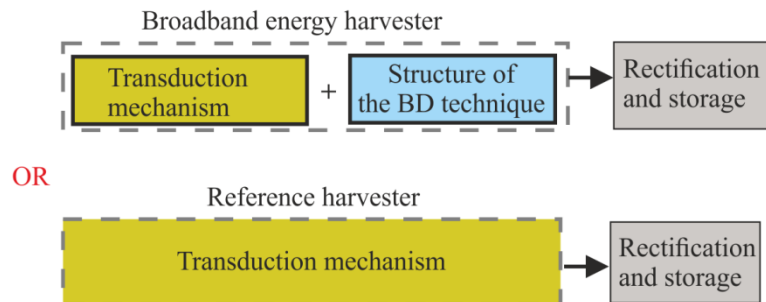 Broadband energy harvester
Transduction
mechanism
+
Structure of
the BD technique
Rectification
and storage
OR
Reference harvester
Transduction mechanism
Rectification
and storage